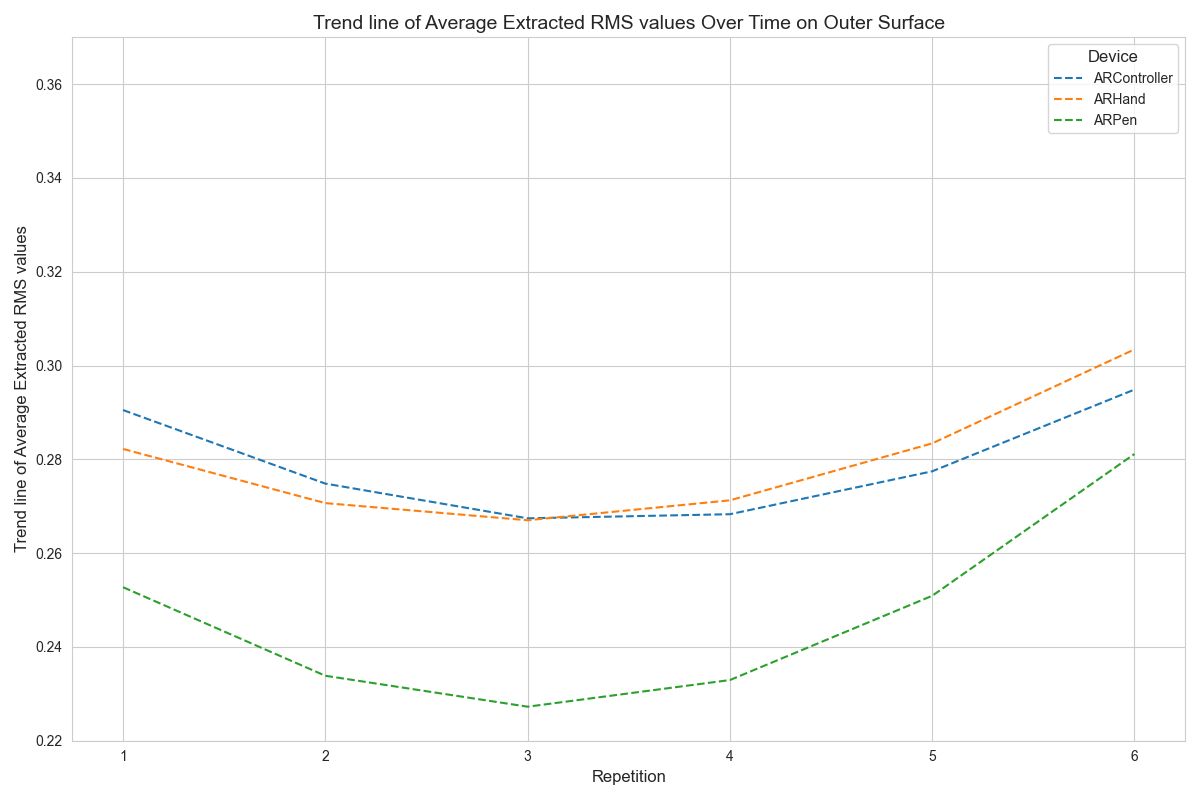 Trend line of Average Extracted RMS values Over Time on Outer Surface
Device
ARController
ARHand
ARPen
Trend line of Average Extracted RMS values
0.36
0.34
0.32
0.30
0.28
0.26
0.24
0.22
1 2 3 4 5 6
Repetition